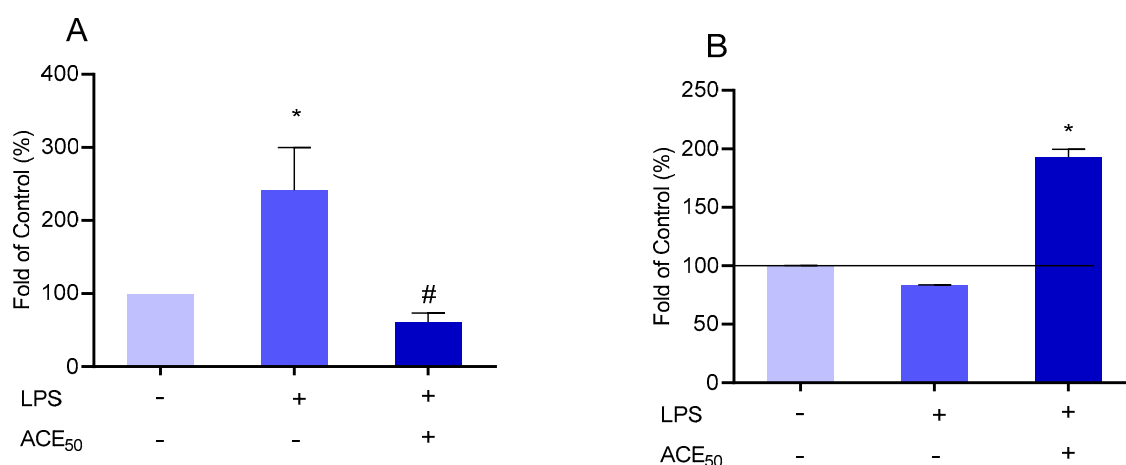 A
Fold of Control (%)
400
300
200
100
0
*
#
LPS - + +
ACE50 - - +
B
Fold of Control (%)
250
200
150
100
50
0
*
LPS - + +
ACE50 - - +